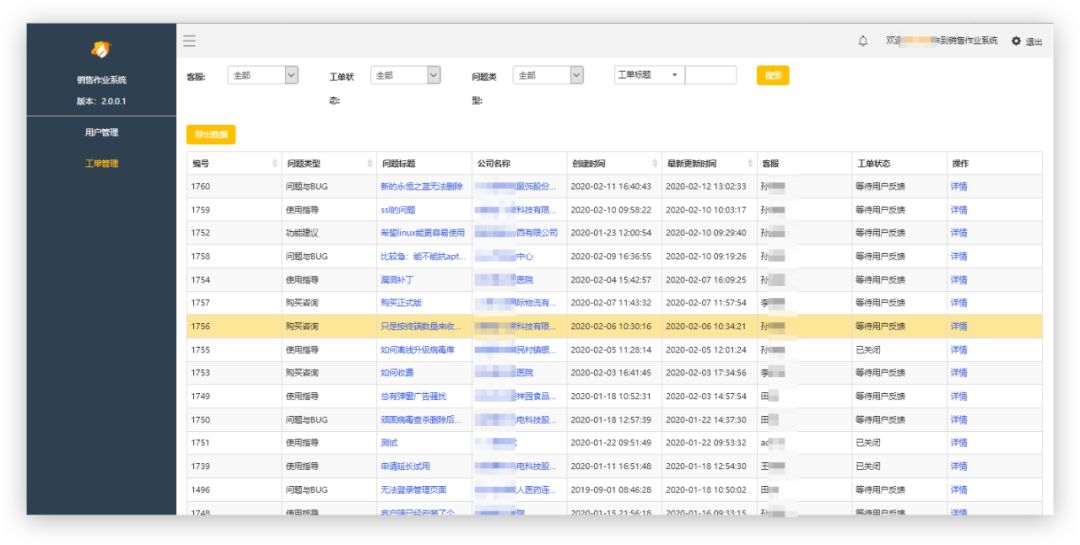 欢迎 到销售作业系统 退出
销售作业系统
版本：2.0.0.1
用户管理
工单管理
客服: 全部 工单状态: 全部 问题类型: 全部 工单标题 搜索
导出数据
编号 问题类型 问题标题 公司名称 创建时间 最新更新时间 客服 工单状态 操作
1760 问题与BUG 新的永恒之蓝无法删除 服饰股份... 2020-02-11 16:40:43 2020-02-12 13:02:33 孙 等待用户反馈 详情
1759 使用指导 ssl的问题 科技有限... 2020-02-10 09:58:22 2020-02-10 10:03:17 孙 等待用户反馈 详情
1752 功能建议 希望linux能更容易使用 西有限公司 2020-01-23 12:00:54 2020-02-10 09:29:40 孙 等待用户反馈 详情
1758 问题与BUG 比较急：能不能抗apt... 中心 2020-02-09 16:36:55 2020-02-10 09:19:26 孙 等待用户反馈 详情
1754 使用指导 漏洞补丁 医院 2020-02-04 15:42:57 2020-02-07 16:09:25 孙 等待用户反馈 详情
1757 购买咨询 购买正式版 际物流有... 2020-02-07 11:43:32 2020-02-07 11:57:54 李 等待用户反馈 详情
1756 购买咨询 只是按终端数量来收... 科技有限... 2020-02-06 10:30:16 2020-02-06 10:34:21 孙 等待用户反馈 详情
1755 使用指导 如何离线升级病毒库 民村镇银... 2020-02-05 11:28:14 2020-02-05 12:01:24 孙 已关闭 详情
1753 购买咨询 如何收费 医院 2020-02-03 16:41:45 2020-02-03 17:34:56 李 等待用户反馈 详情
1749 使用指导 总有弹窗广告骚扰 祥园食品... 2020-01-18 10:52:31 2020-02-03 14:57:54 田 等待用户反馈 详情
1750 问题与BUG 顽固病毒查杀删除后... 电科技股... 2020-01-18 12:57:39 2020-01-22 14:37:30 田 等待用户反馈 详情
1751 使用指导 测试 2020-01-22 09:51:49 2020-01-22 09:53:32 ad 已关闭 详情
1739 使用指导 申请延长试用 电科技股... 2020-01-11 16:51:48 2020-01-18 12:54:30 王 已关闭 详情
1496 问题与BUG 无法登录管理页面 人医药连... 2019-09-01 08:46:28 2020-01-18 10:50:02 田 等待用户反馈 详情
1748 使用指导 客户端已经安装了个 院 2020-01-15 21:56:18 2020-01-16 09:33:15 孙 等待用户反馈 详情